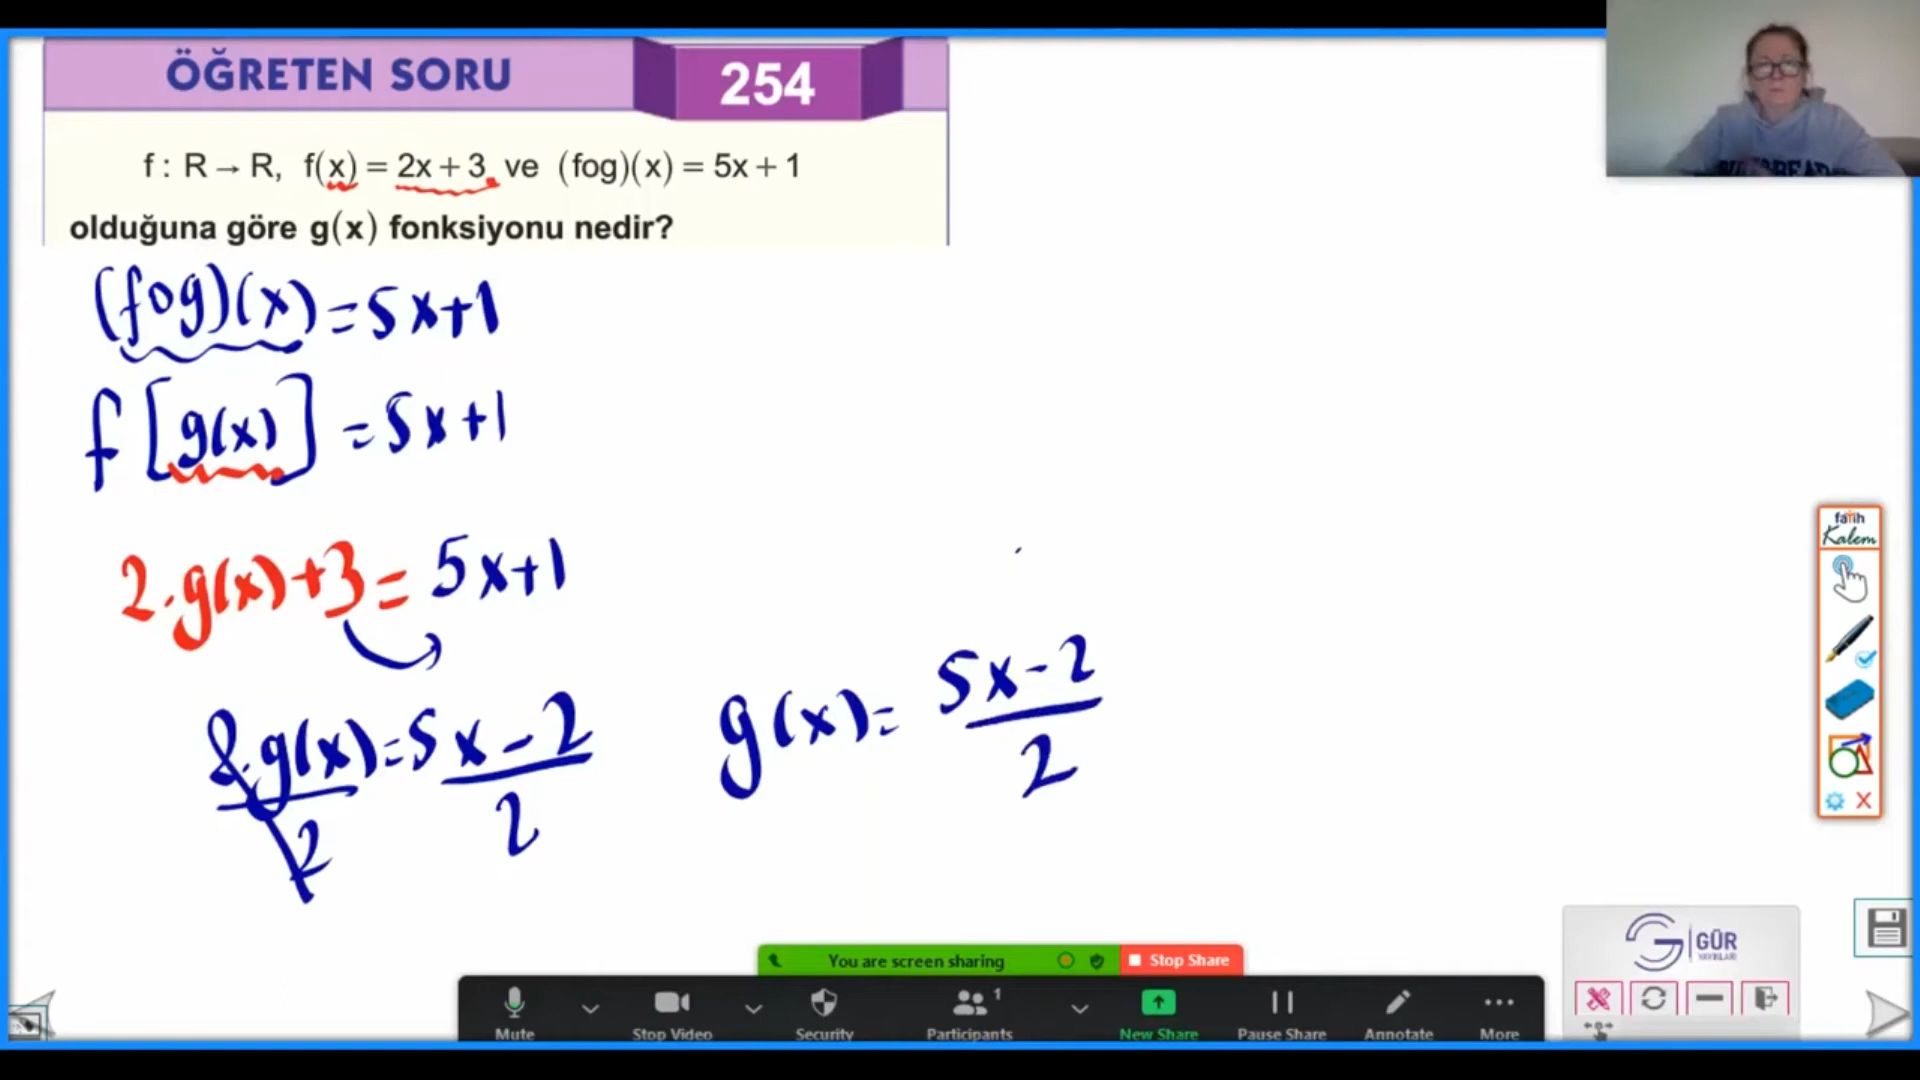 ÖĞRETEN SORU
254
f : R → R, f(x) = 2x + 3 ve (fog)(x) = 5x + 1
olduğuna göre g(x) fonksiyonu nedir?
(fog)(x) = 5x+1
f[g(x)] = 5x+1
2.g(x)+3 = 5x+1
2.g(x)/2 = 5x-2/2
g(x) = 5x-2/2
fatih
Kalem
GÜR
YAYINLARI
You are screen sharing
Stop Share
Mute
Stop Video
Security
Participants
1
New Share
Pause Share
Annotate
More